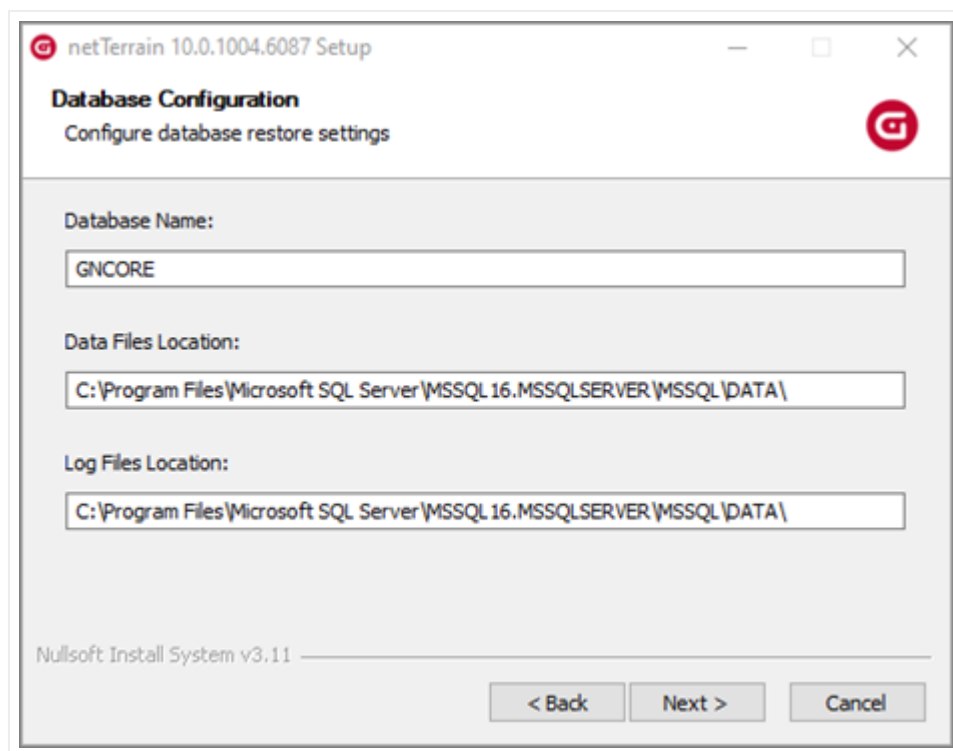 netTerrain 10.0.1004.6087 Setup
Database Configuration
Configure database restore settings
Database Name:
GNCORE
Data Files Location:
C:\Program Files\Microsoft SQL Server\MSSQL16.MSSQLSERVER\MSSQL\DATA\
Log Files Location:
C:\Program Files\Microsoft SQL Server\MSSQL16.MSSQLSERVER\MSSQL\DATA\
Nullsoft Install System v3.11
< Back Next > Cancel